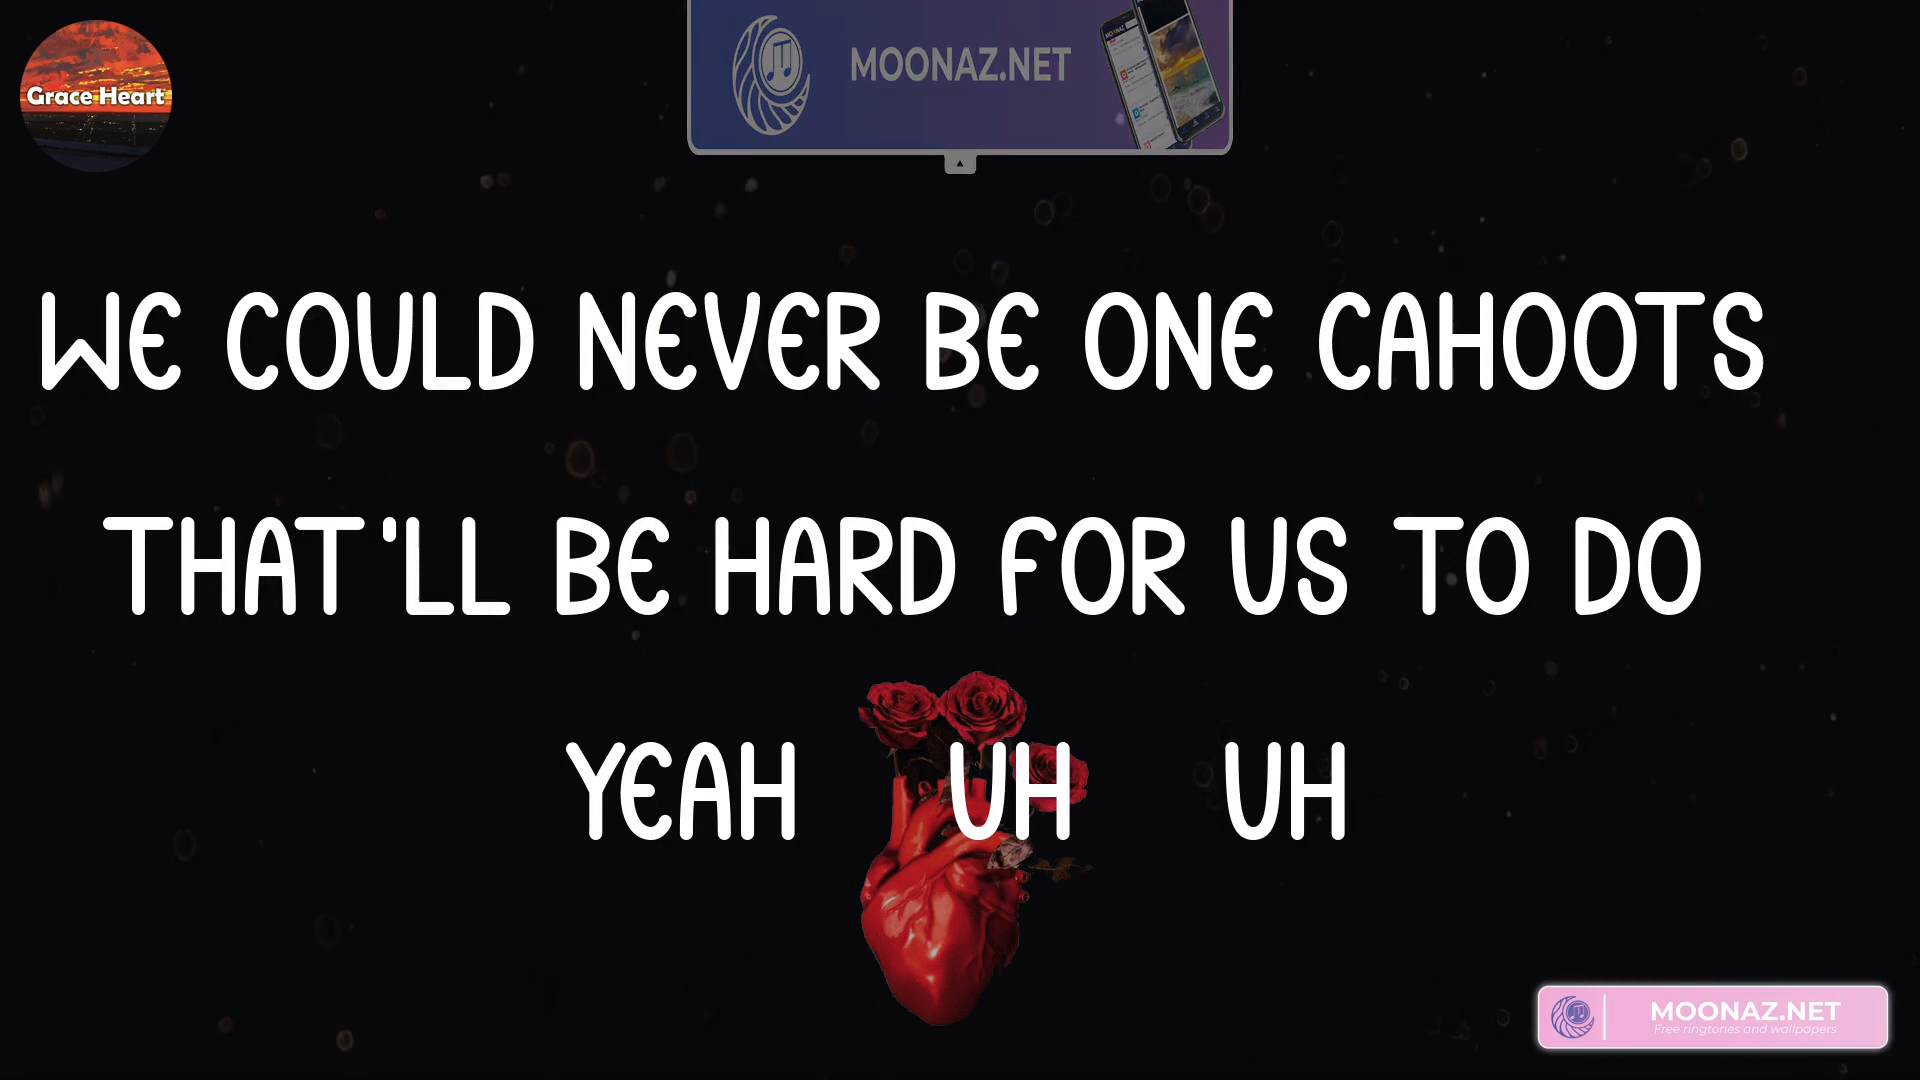 Grace Heart
MOONAZ.NET
WE COULD NEVER BE ONE CAHOOTS
THAT'LL BE HARD FOR US TO DO
YEAH UH UH
MOONAZ.NET
Free ringtones and wallpapers